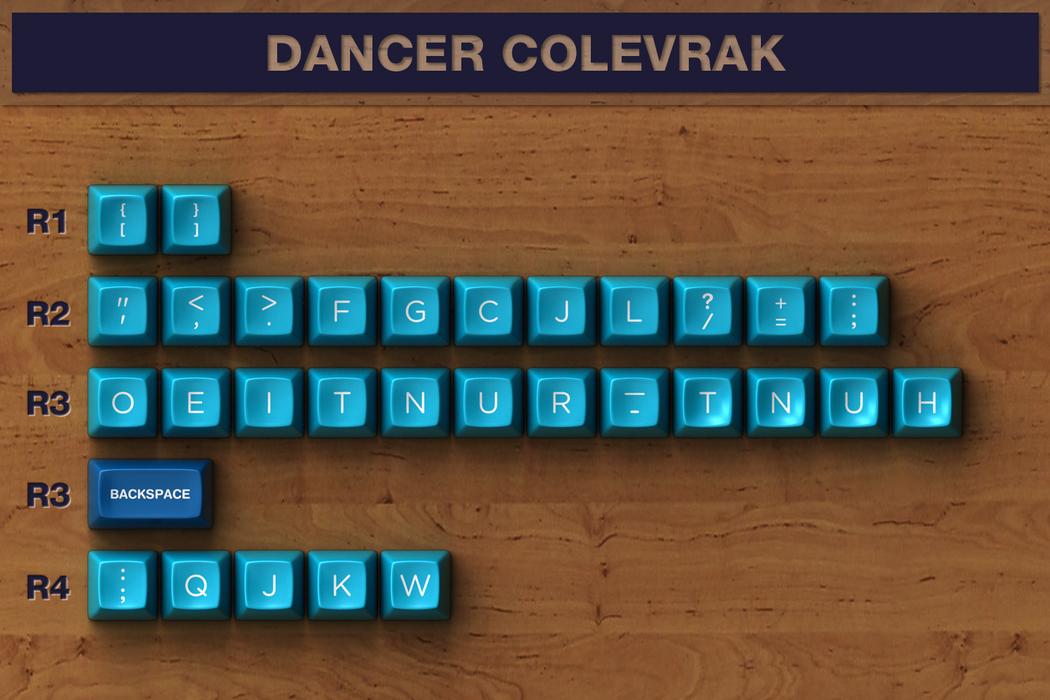 DANCER COLEVRAK
R1 { [ } ]
R2 " ' < , > . F G C J L ? / + = : ;
R3 O E I T N U R _ - T N U H
R3 BACKSPACE
R4 : ; Q J K W